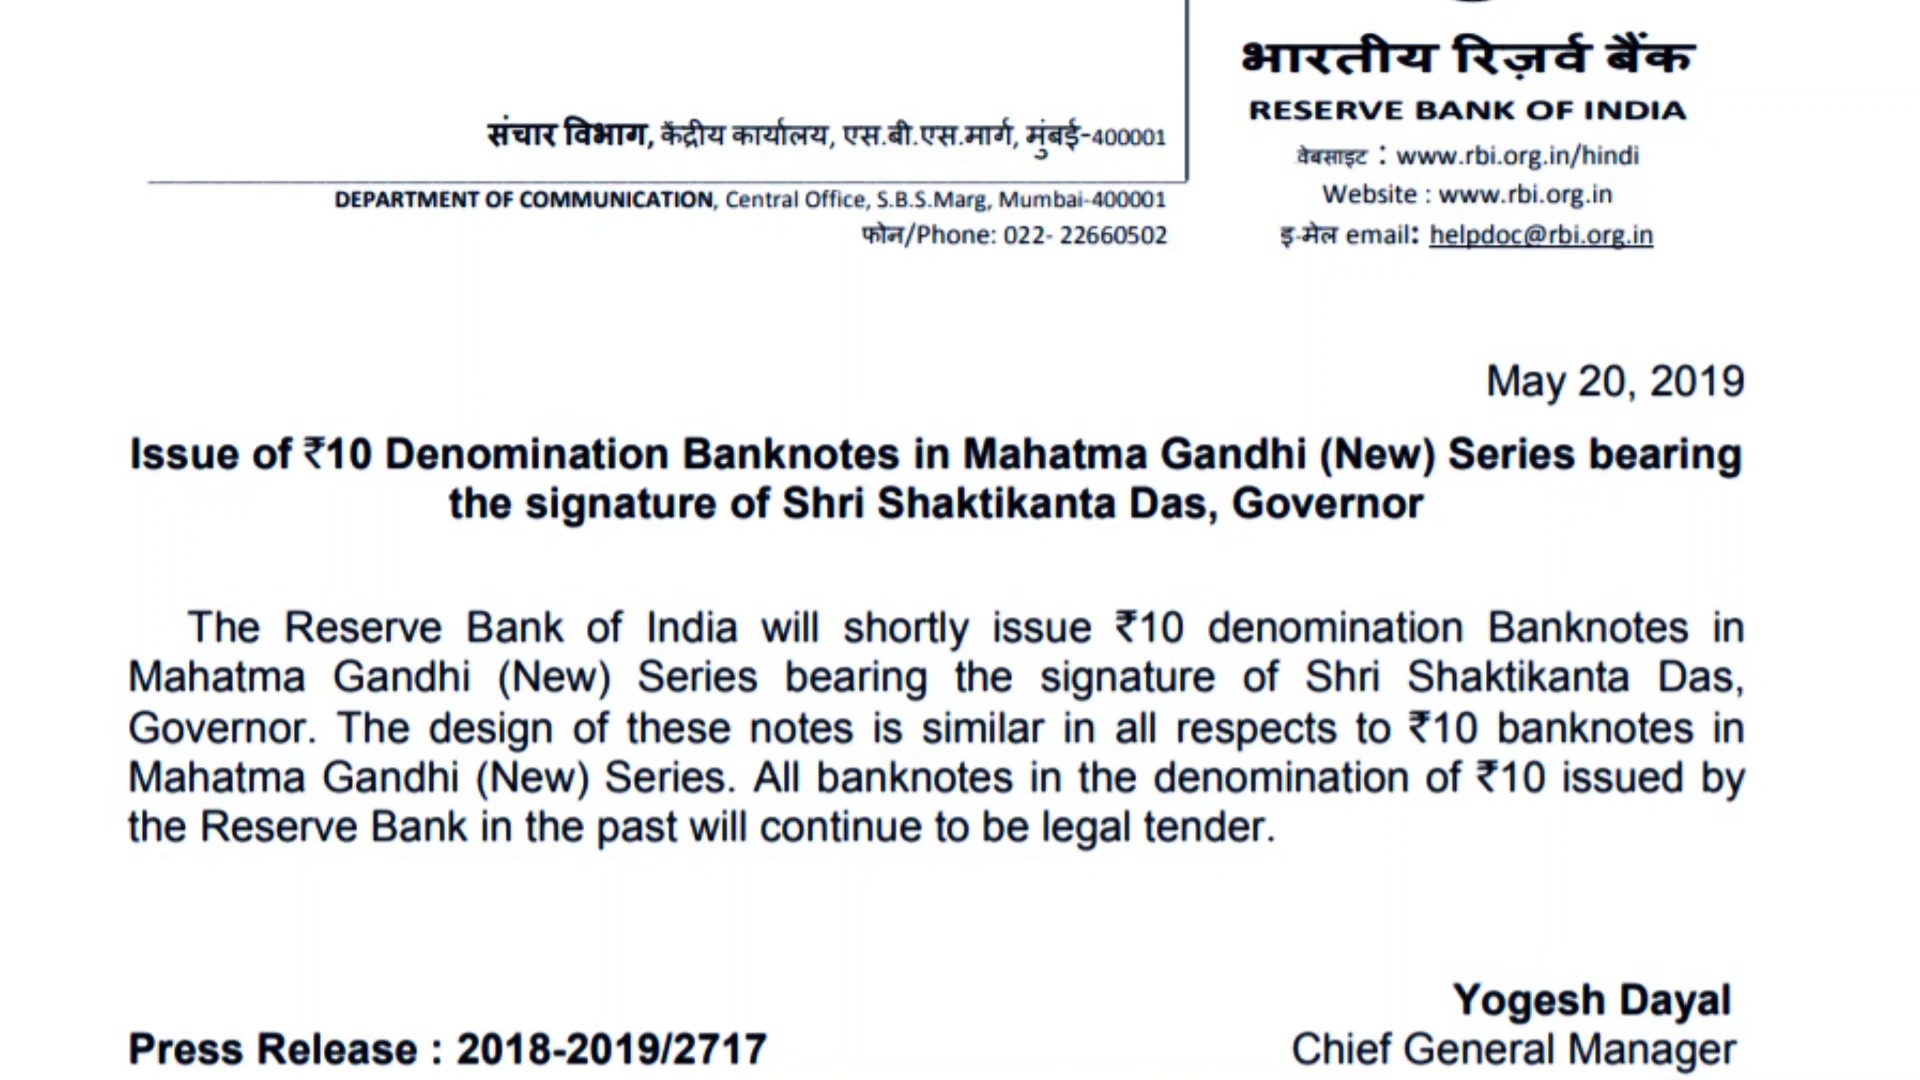 भारतीय रिज़र्व बैंक
RESERVE BANK OF INDIA
वेबसाइट : www.rbi.org.in/hindi
Website : www.rbi.org.in
इ-मेल email: helpdoc@rbi.org.in
संचार विभाग, केंद्रीय कार्यालय, एस.बी.एस.मार्ग, मुंबई-400001
DEPARTMENT OF COMMUNICATION, Central Office, S.B.S.Marg, Mumbai-400001
फोन/Phone: 022- 22660502
May 20, 2019
Issue of ₹10 Denomination Banknotes in Mahatma Gandhi (New) Series bearing
the signature of Shri Shaktikanta Das, Governor
The Reserve Bank of India will shortly issue ₹10 denomination Banknotes in
Mahatma Gandhi (New) Series bearing the signature of Shri Shaktikanta Das,
Governor. The design of these notes is similar in all respects to ₹10 banknotes in
Mahatma Gandhi (New) Series. All banknotes in the denomination of ₹10 issued by
the Reserve Bank in the past will continue to be legal tender.
Yogesh Dayal
Press Release : 2018-2019/2717
Chief General Manager